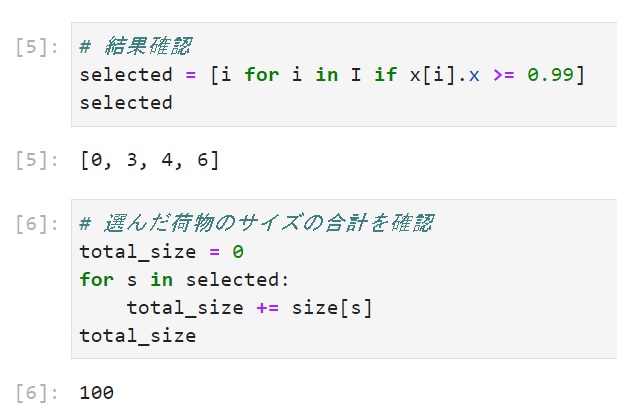 [5]: # 結果確認
selected = [i for i in I if x[i].x >= 0.99]
selected
[5]: [0, 3, 4, 6]
[6]: # 選んだ荷物のサイズの合計を確認
total_size = 0
for s in selected:
    total_size += size[s]
total_size
[6]: 100